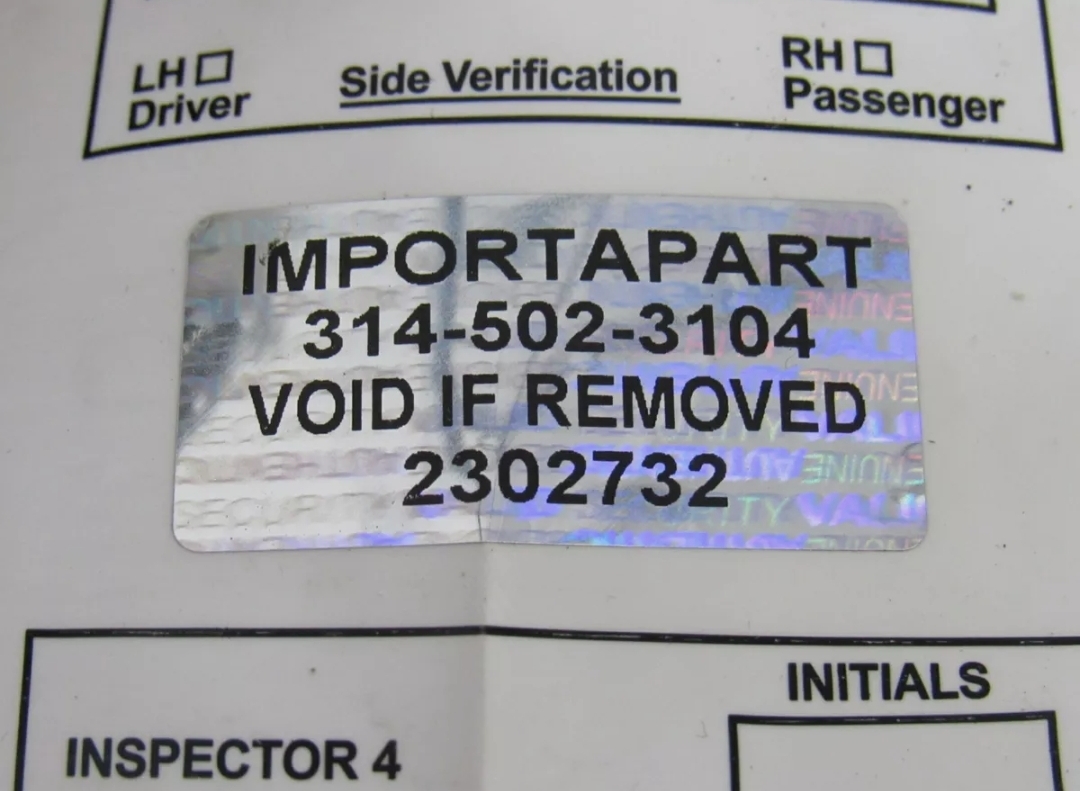 LH □ Side Verification RH □
Driver Passenger
IMPORTAPART
314-502-3104
VOID IF REMOVED
2302732
INITIALS
INSPECTOR 4